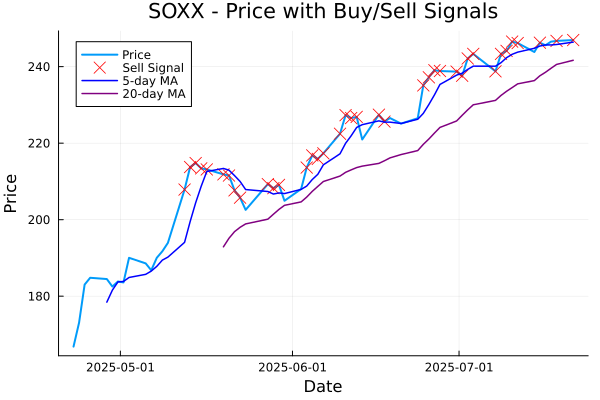 SOXX - Price with Buy/Sell Signals
Price
Sell Signal
5-day MA
20-day MA
240
220
200
180
Price
2025-05-01
2025-06-01
2025-07-01
Date